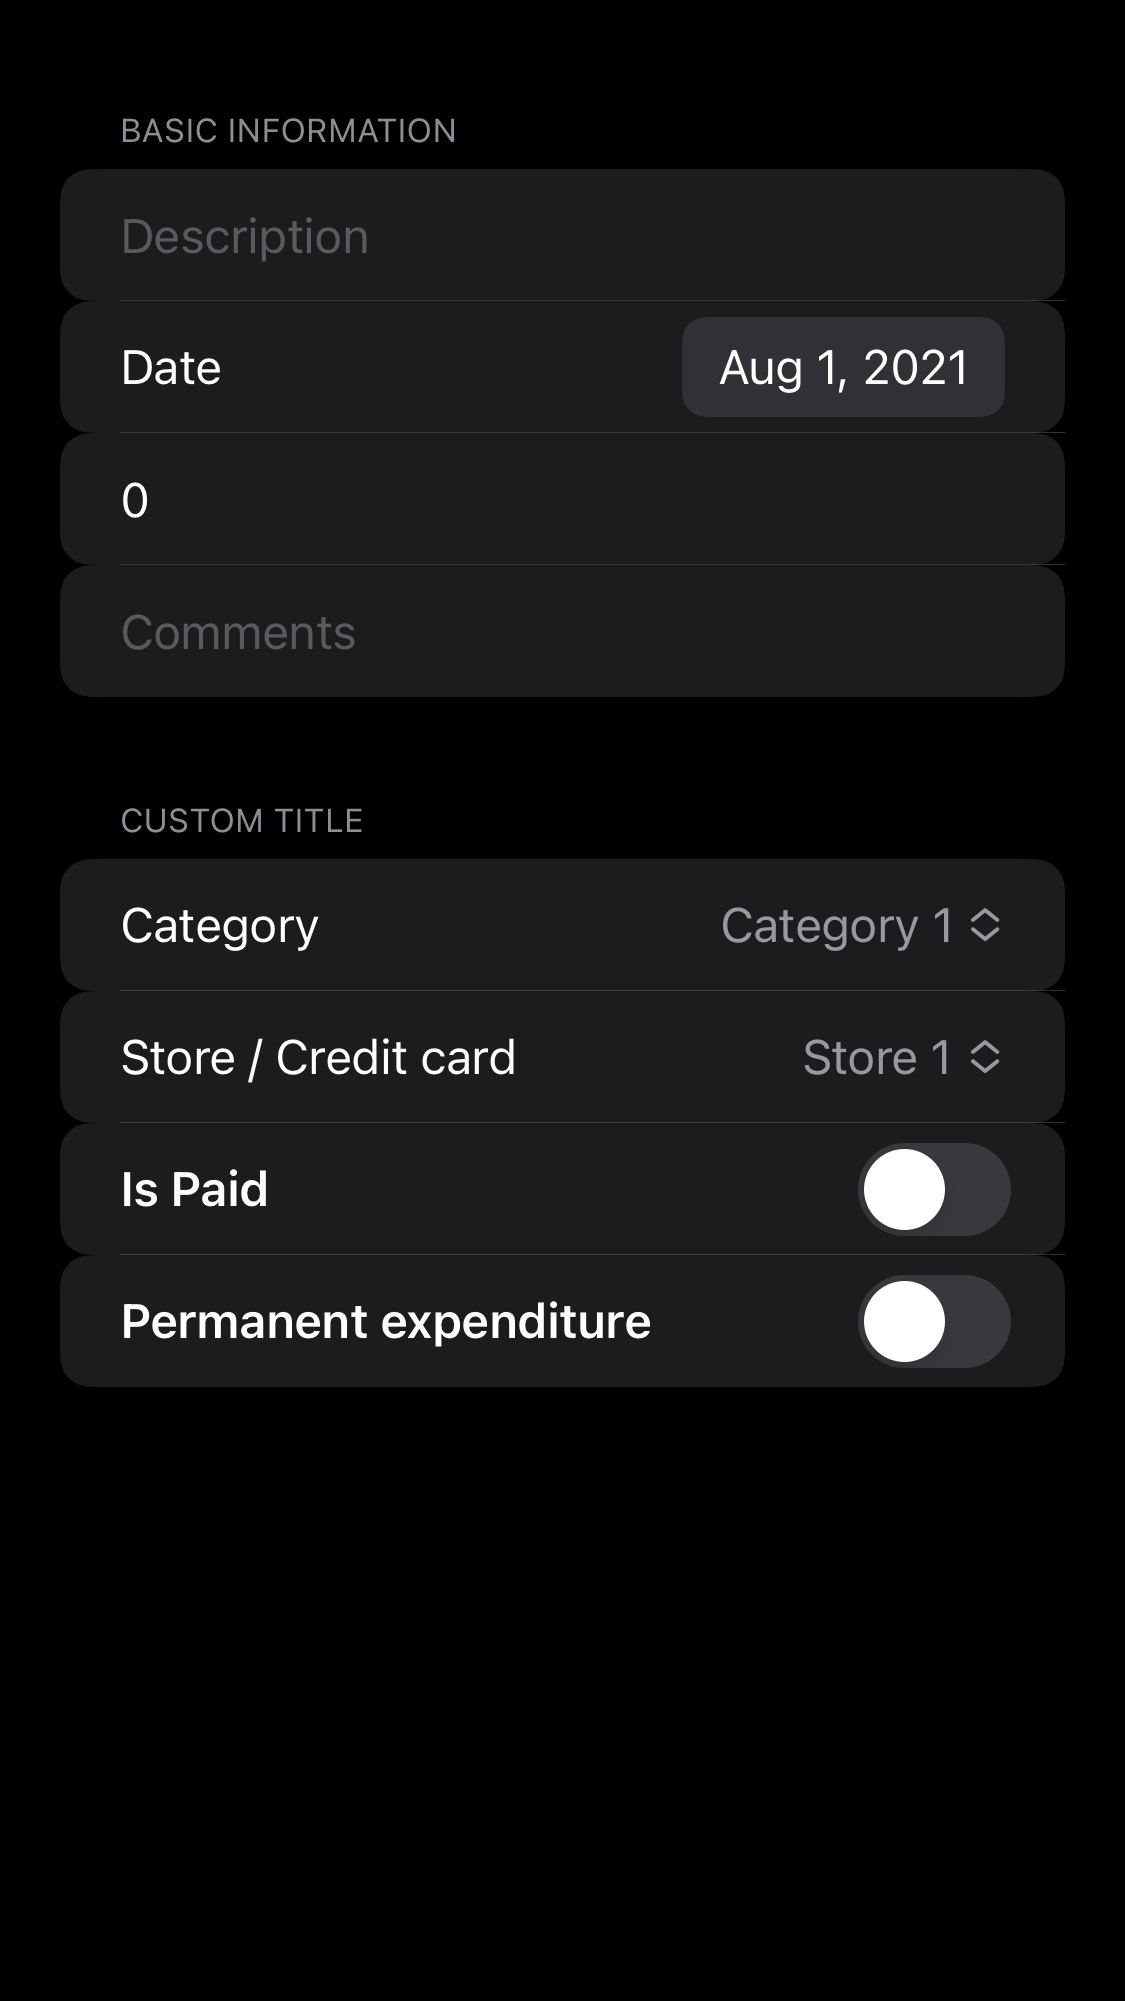 BASIC INFORMATION
Description
Date Aug 1, 2021
0
Comments
CUSTOM TITLE
Category Category 1
Store / Credit card Store 1
Is Paid
Permanent expenditure